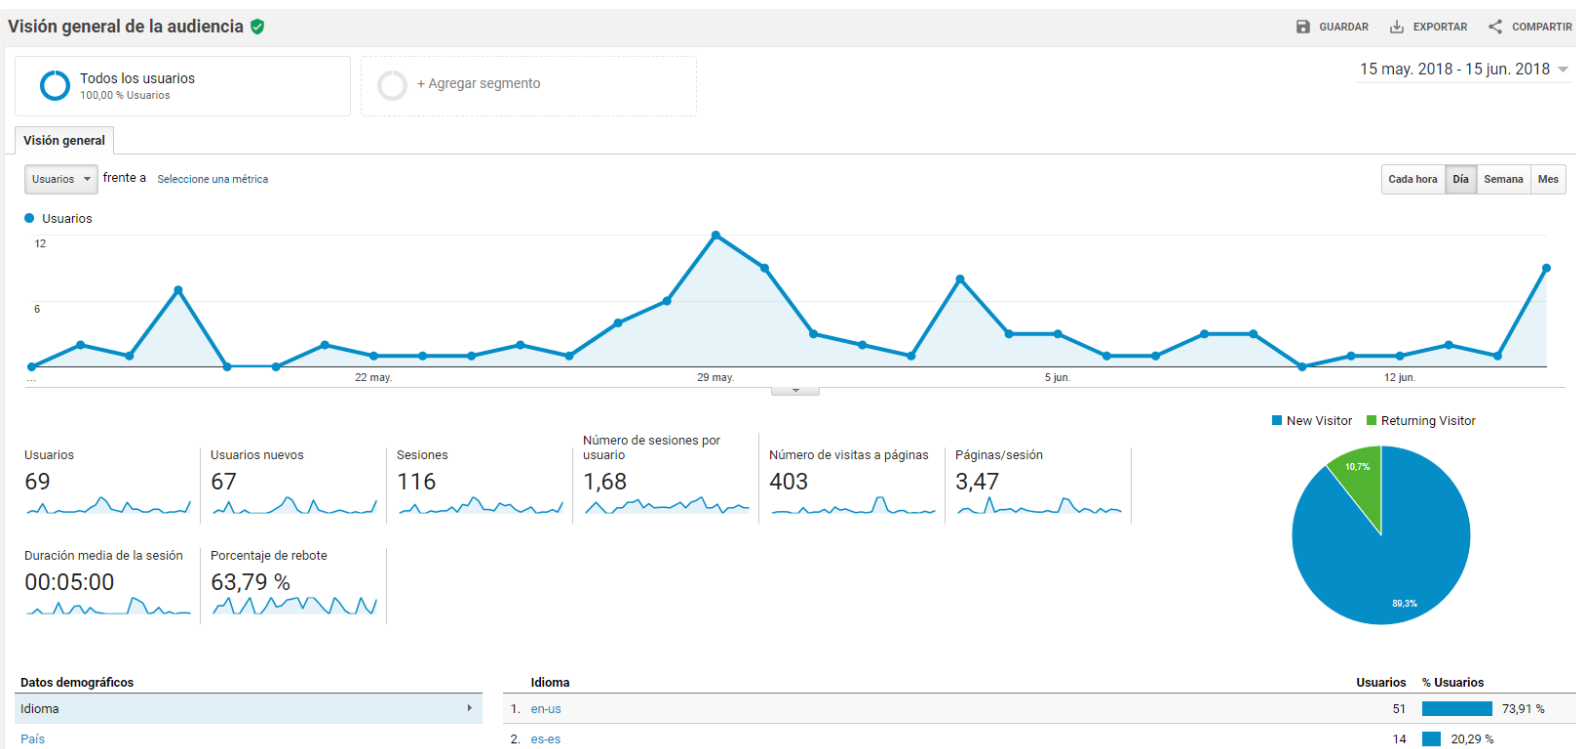 Visión general de la audiencia
GUARDAR EXPORTAR COMPARTIR
Todos los usuarios
100,00 % Usuarios
+ Agregar segmento
15 may. 2018 - 15 jun. 2018
Visión general
Usuarios frente a Seleccione una métrica
Cada hora Día Semana Mes
Usuarios
12
6
... 22 may. 29 may. 5 jun. 12 jun.
New Visitor Returning Visitor
Usuarios
69
Usuarios nuevos
67
Sesiones
116
Número de sesiones por
usuario
1,68
Número de visitas a páginas
403
Páginas/sesión
3,47
10,7%
89,3%
Duración media de la sesión
00:05:00
Porcentaje de rebote
63,79 %
Datos demográficos
Idioma
País
Idioma Usuarios % Usuarios
1. en-us 51 73,91 %
2. es-es 14 20,29 %